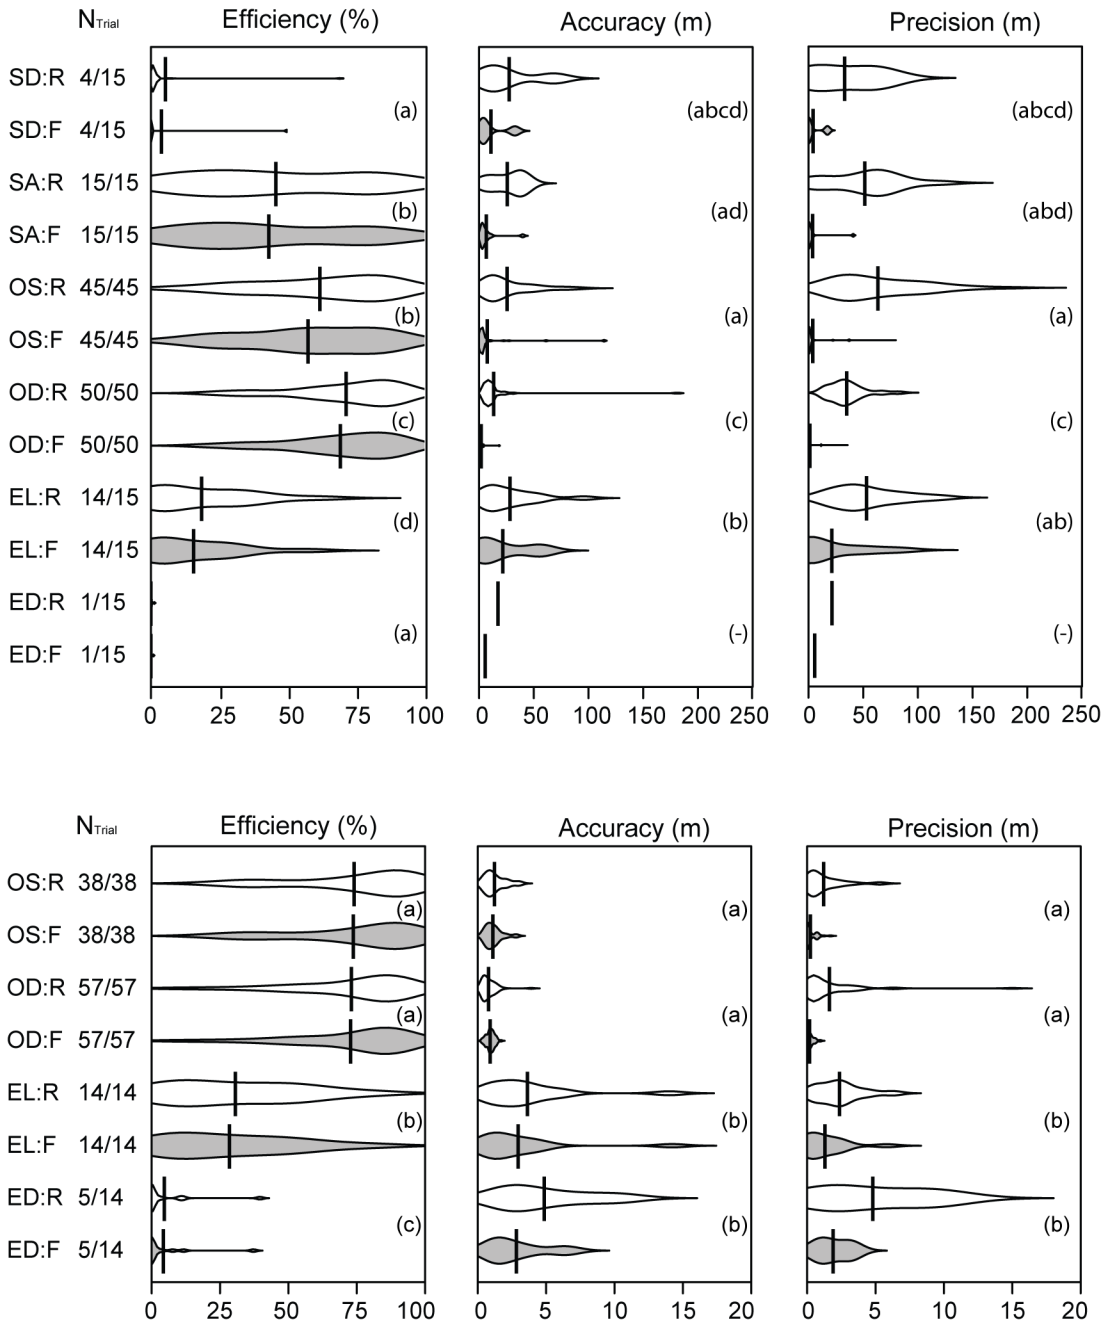 N Trial Efficiency (%) Accuracy (m) Precision (m)
SD:R 4/15
(a) (abcd) (abcd)
SD:F 4/15
SA:R 15/15
(b) (ad) (abd)
SA:F 15/15
OS:R 45/45
(b) (a) (a)
OS:F 45/45
OD:R 50/50
(c) (c) (c)
OD:F 50/50
EL:R 14/15
(d) (b) (ab)
EL:F 14/15
ED:R 1/15
(a) (-) (-)
ED:F 1/15
0 25 50 75 100 0 50 100 150 200 250 0 50 100 150 200 250
N Trial Efficiency (%) Accuracy (m) Precision (m)
OS:R 38/38
(a) (a) (a)
OS:F 38/38
OD:R 57/57
(a) (a) (a)
OD:F 57/57
EL:R 14/14
(b) (b) (b)
EL:F 14/14
ED:R 5/14
(c) (b) (b)
ED:F 5/14
0 25 50 75 100 0 5 10 15 20 0 5 10 15 20